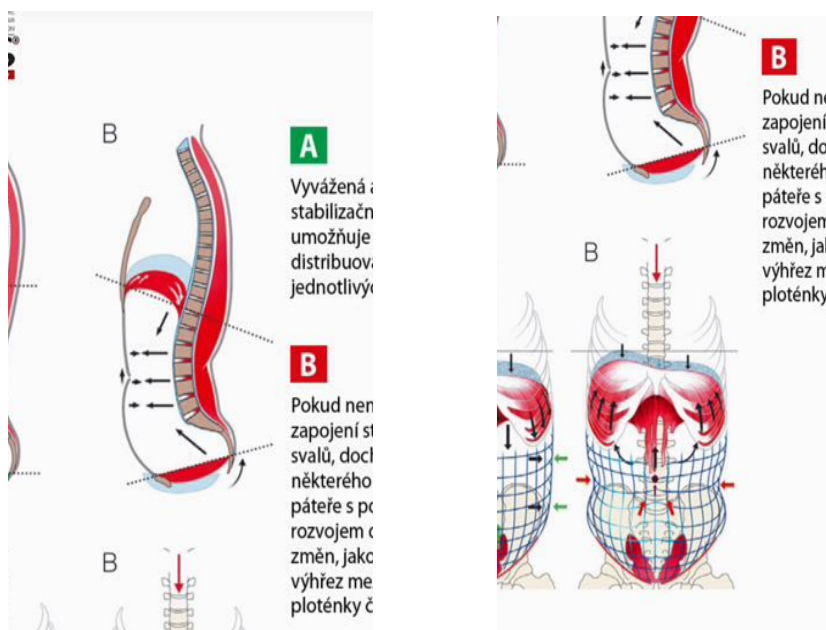 B
A
Vyvážená a
stabilizačn
umožňuje
distribuova
jednotlivýc
B
Pokud nen
zapojení st
svalů, doch
některého
páteře s po
rozvojem d
změn, jako
výhřez me
ploténky č
B
B
Pokud ne
zapojení
svalů, do
některéh
páteře s
rozvojem
změn, jak
výhřez m
ploténky
B